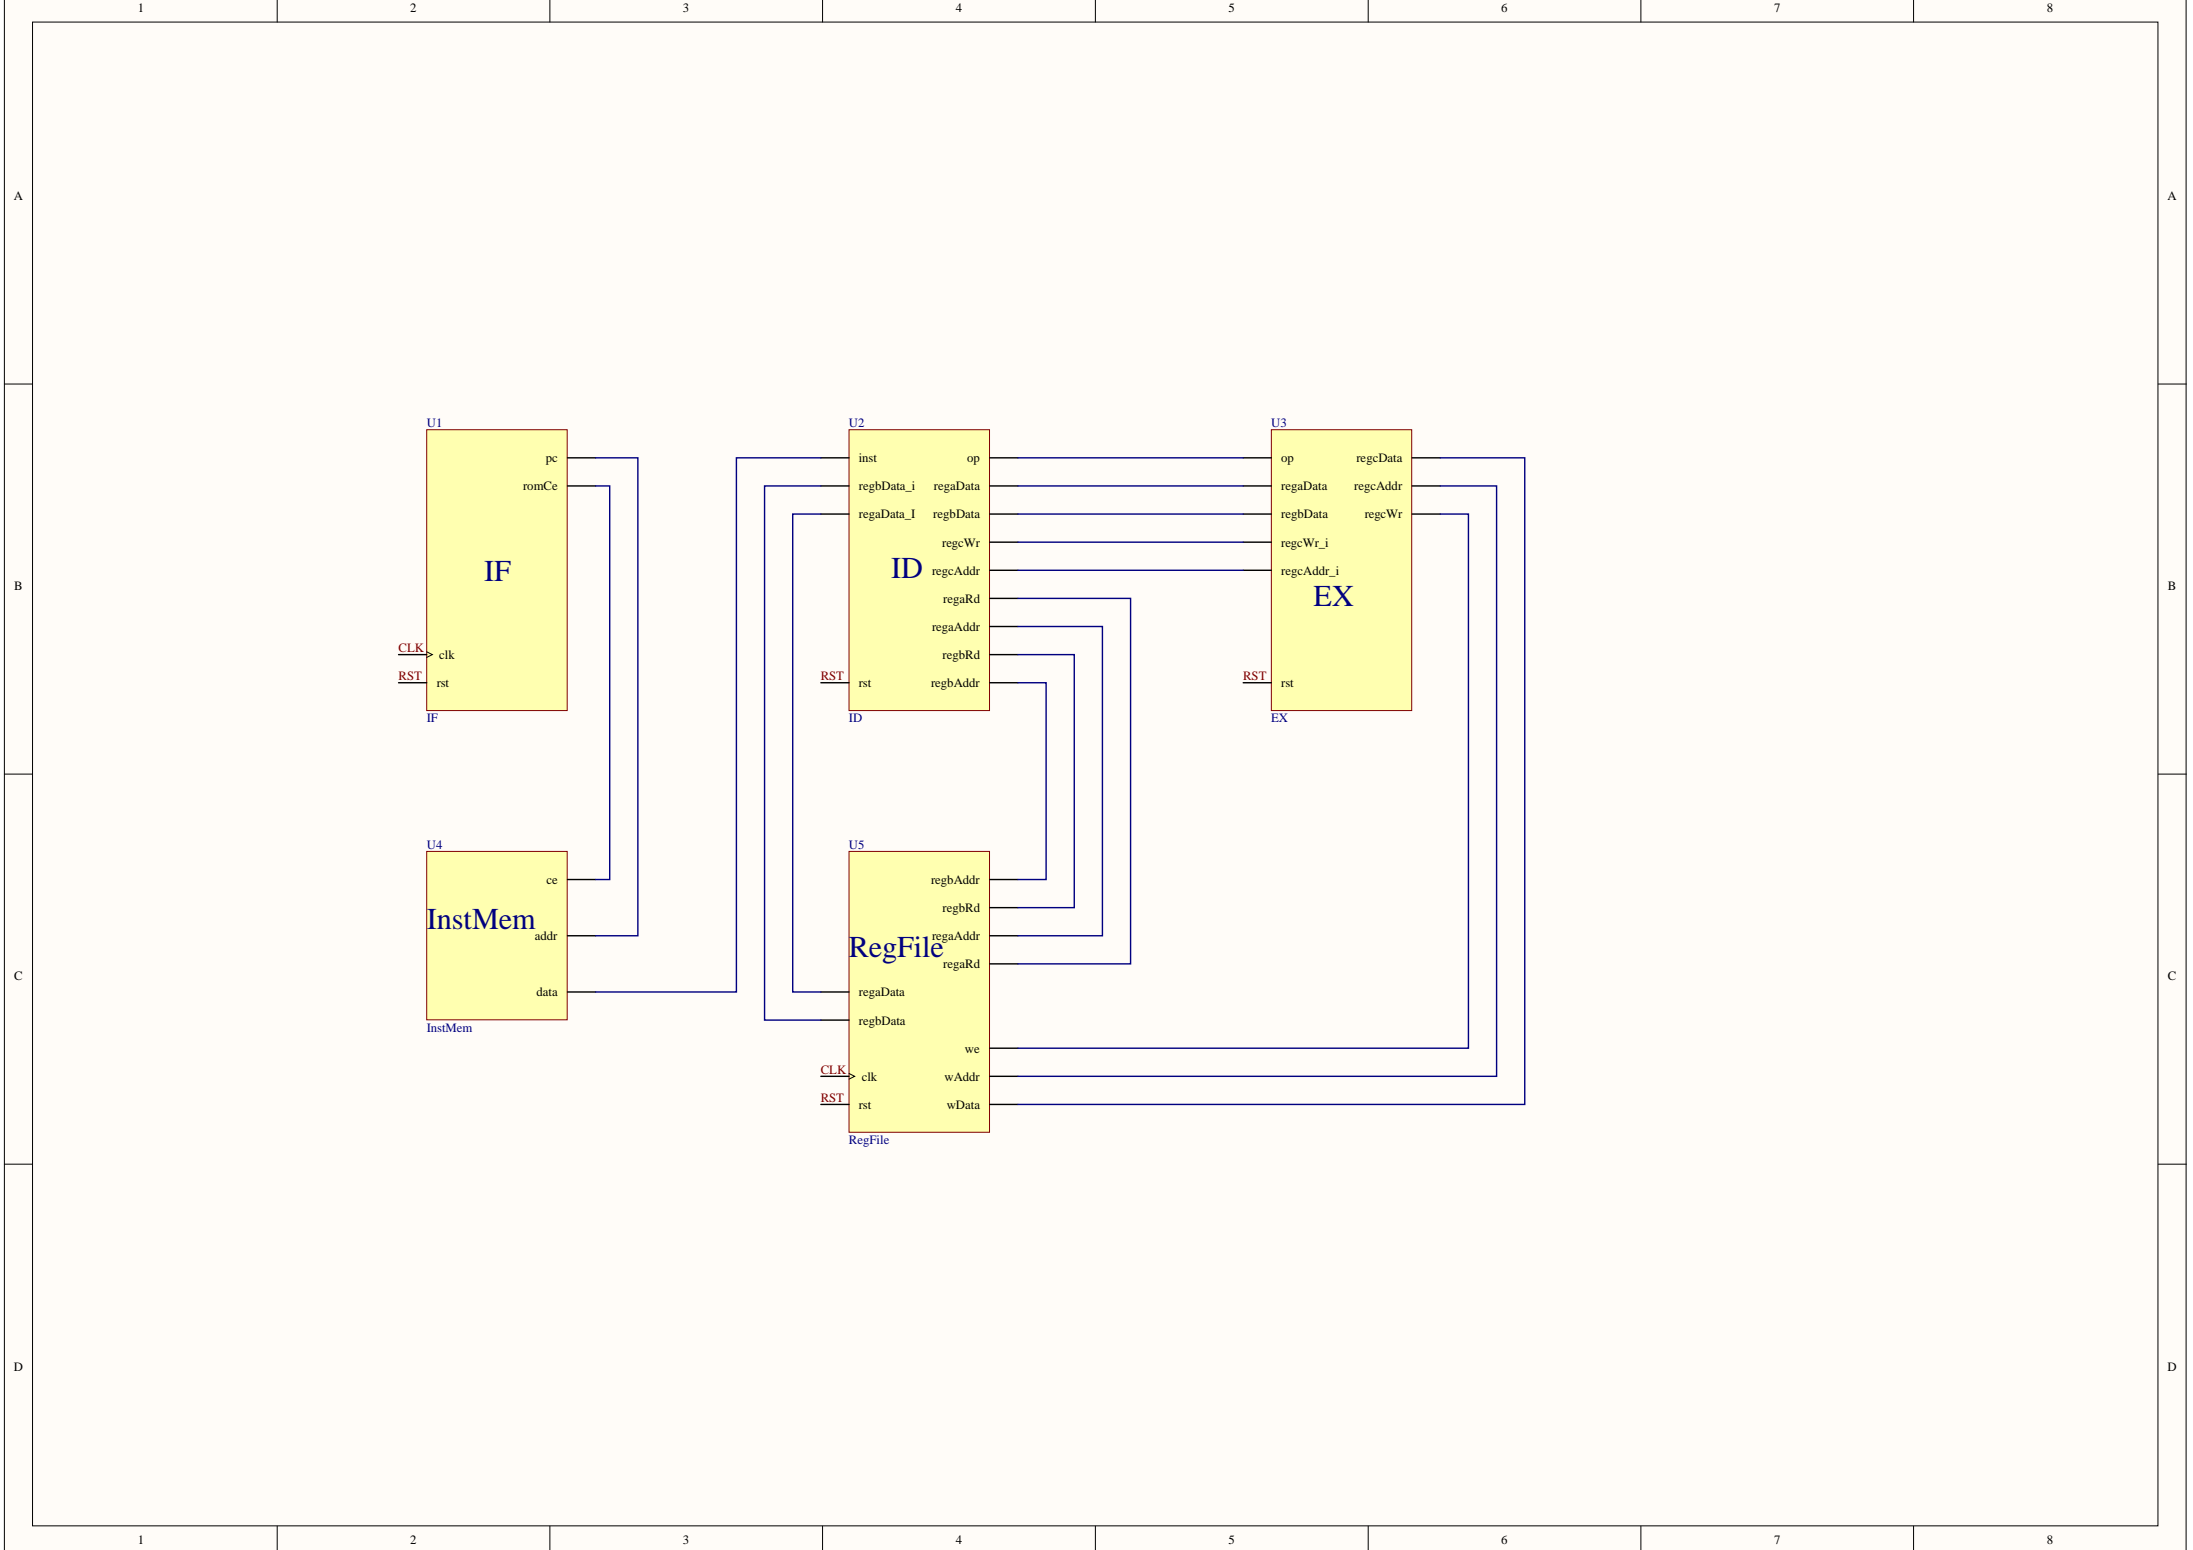 1 2 3 4 5 6 7 8
A A
U1 U2 U3
pc inst op op regcData
romCe regbData_i regaData regaData regcAddr
regaData_I regbData regbData regcWr
regcWr regcWr_i
IF ID regcAddr regcAddr_i
B B
EX
regaRd
regaAddr
CLK clk regbRd
RST rst RST rst regbAddr RST rst
IF ID EX
U4 U5
ce regbAddr
regbRd
InstMem
addr regaAddr
RegFile
regaRd
C C
data regaData
InstMem regbData
we
CLK clk wAddr
RST rst wData
RegFile
D D
1 2 3 4 5 6 7 8